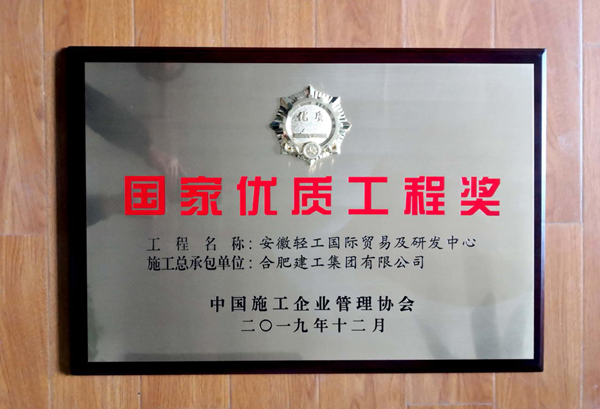 优质
国家优质工程奖
工程名称：安徽轻工国际贸易及研发中心
施工总承包单位：合肥建工集团有限公司
中国施工企业管理协会
二〇一九年十二月